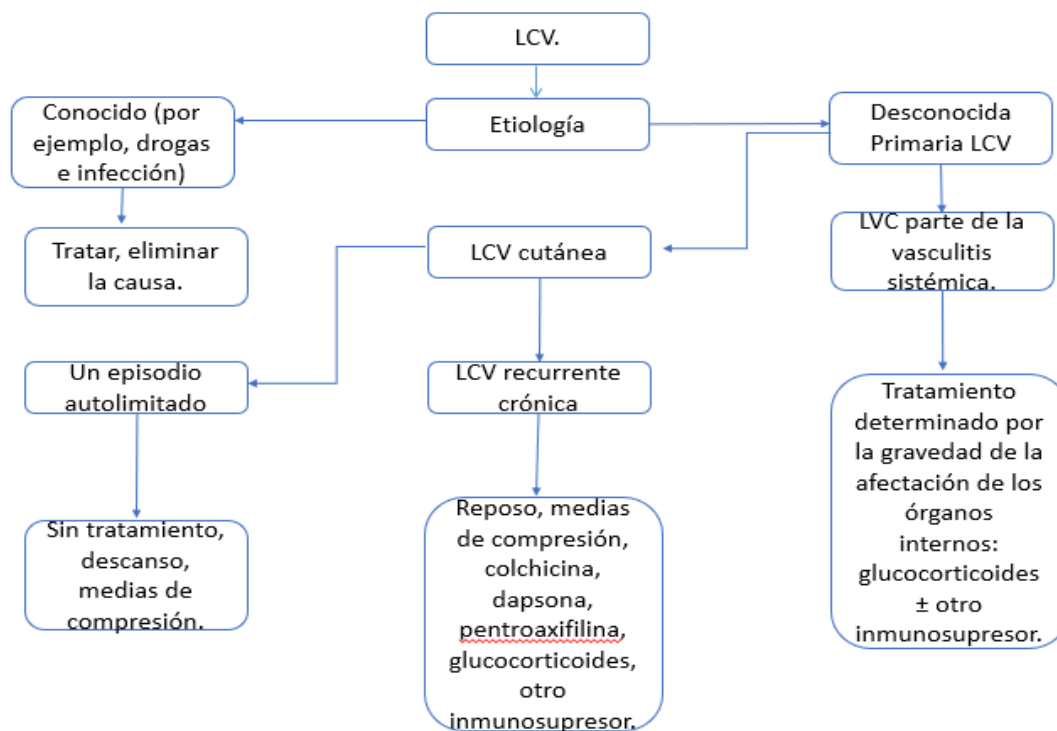 LCV.
Etiología
Conocido (por
ejemplo, drogas
e infección)
Desconocida
Primaria LCV
Tratar, eliminar
la causa.
LCV cutánea
LVC parte de la
vasculitis
sistémica.
Un episodio
autolimitado
LCV recurrente
crónica
Tratamiento
determinado por
la gravedad de la
afectación de los
órganos
internos:
glucocorticoides
± otro
inmunosupresor.
Sin tratamiento,
descanso,
medias de
compresión.
Reposo, medias
de compresión,
colchicina,
dapsona,
pentroaxifilina,
glucocorticoides,
otro
inmunosupresor.